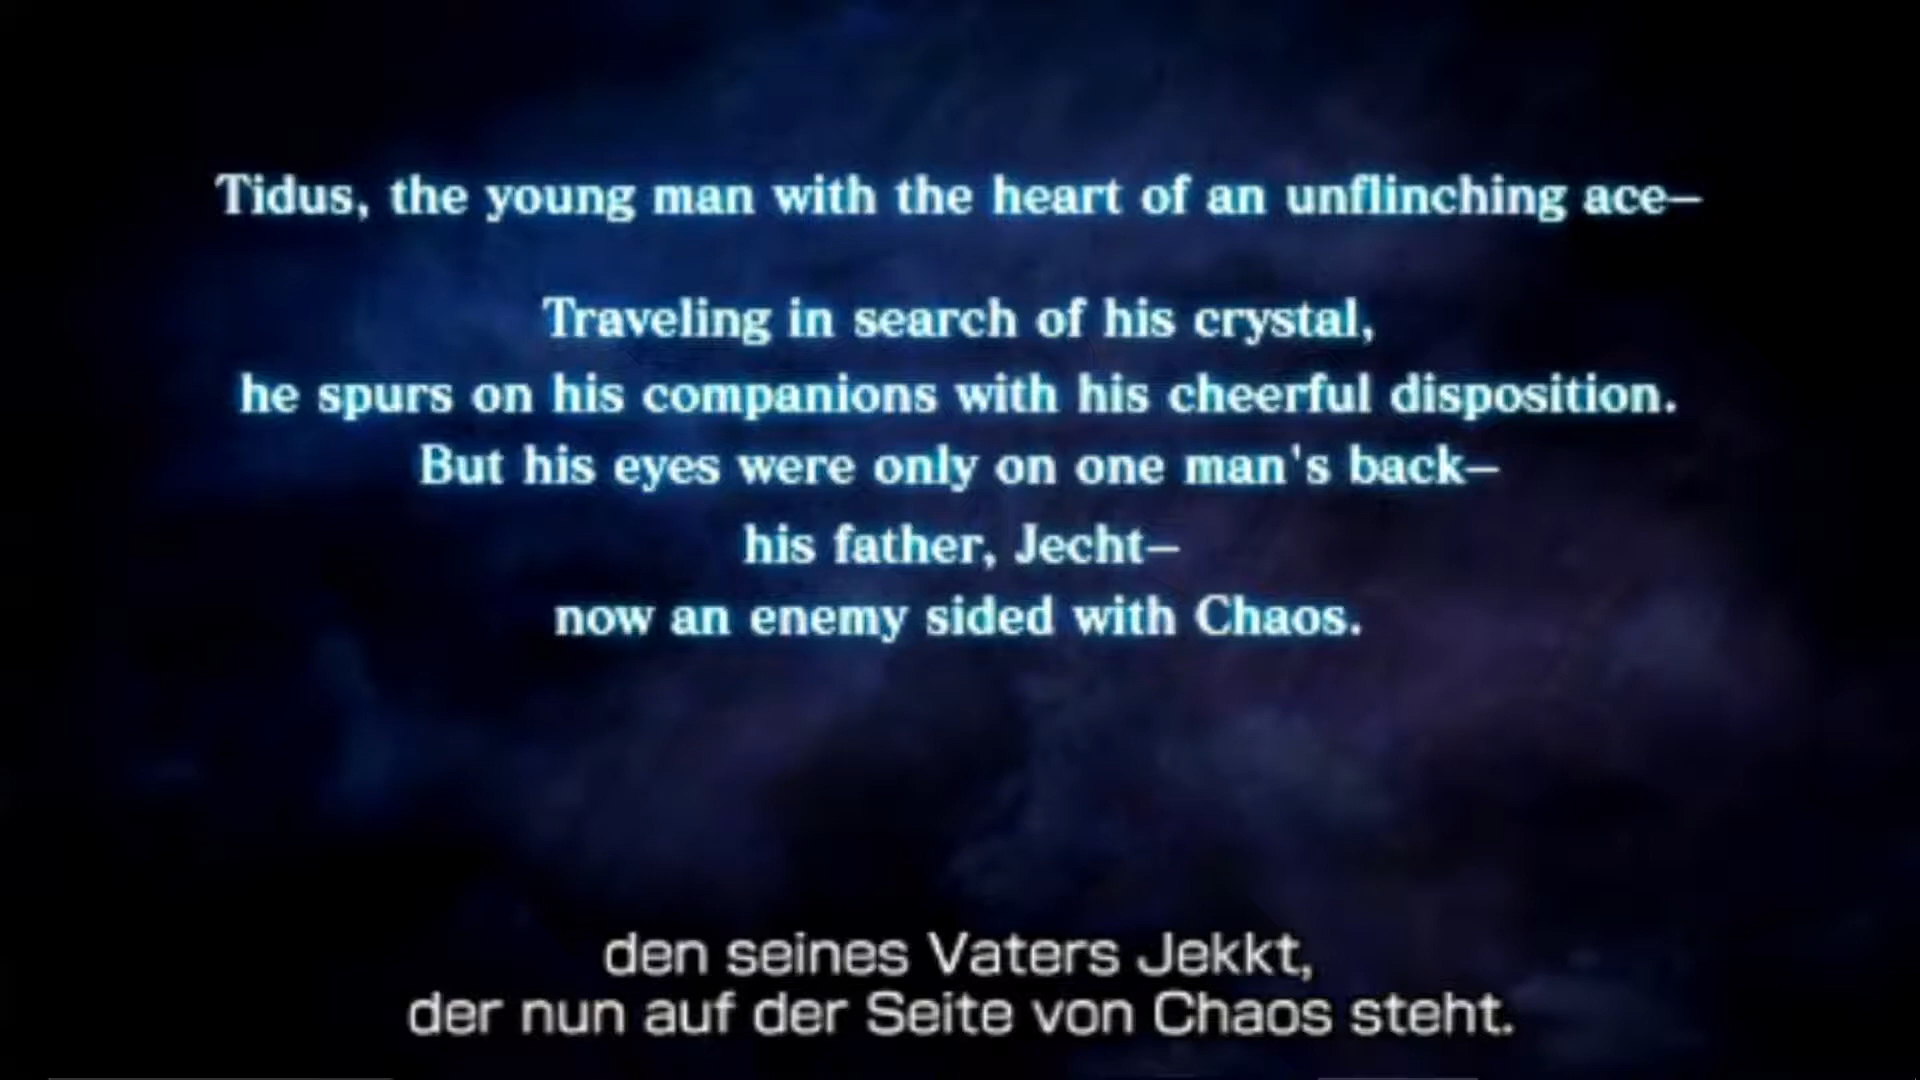 Tidus, the young man with the heart of an unflinching ace—
Traveling in search of his crystal,
he spurs on his companions with his cheerful disposition.
But his eyes were only on one man's back—
his father, Jecht—
now an enemy sided with Chaos.
den seines Vaters Jekkt,
der nun auf der Seite von Chaos steht.